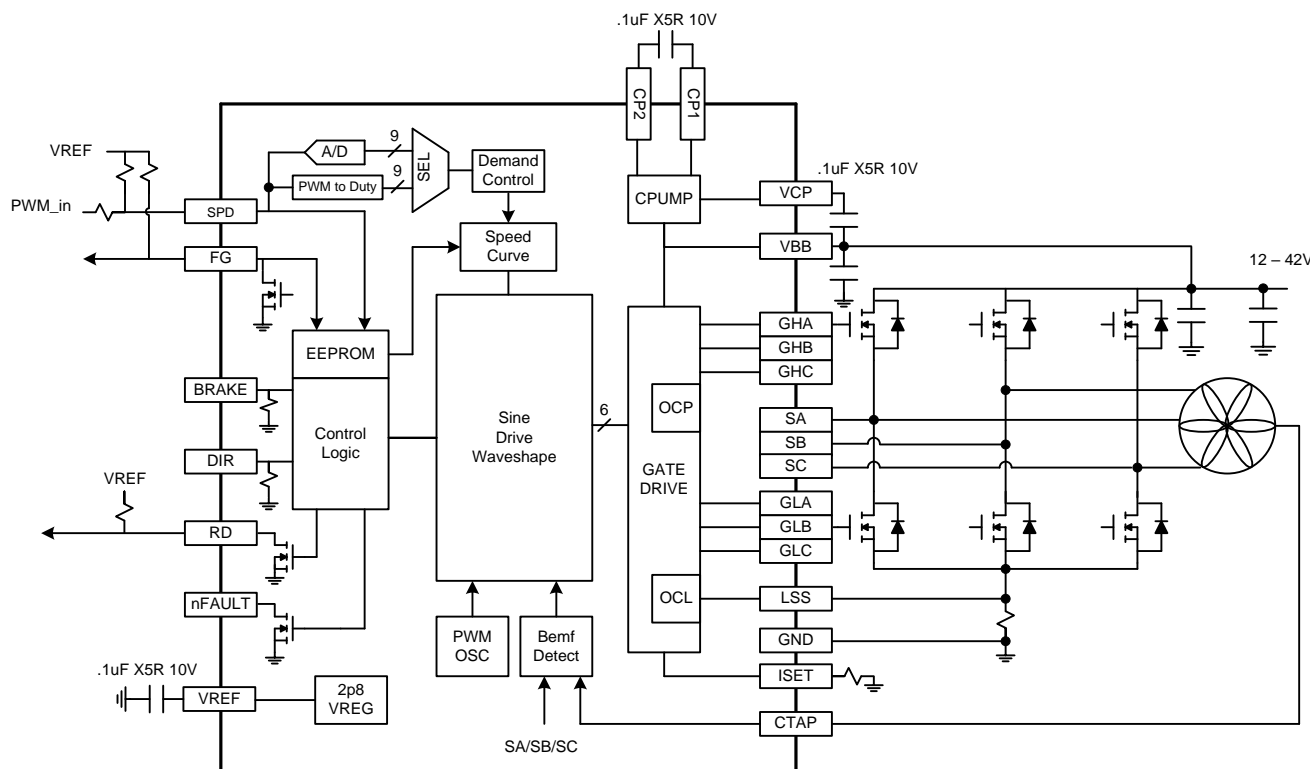 .1uF X5R 10V
CP2
CP1
VREF
PWM_in
A/D
9
PWM to Duty
9
SEL
Demand
Control
Speed
Curve
CPUMP
VCP
.1uF X5R 10V
VBB
12 – 42V
SPD
FG
EEPROM
BRAKE
Control
Logic
DIR
VREF
RD
nFAULT
.1uF X5R 10V
VREF
2p8
VREG
Sine
Drive
Waveshape
6
PWM
OSC
Bemf
Detect
SA/SB/SC
OCP
GATE
DRIVE
OCL
GHA
GHB
GHC
SA
SB
SC
GLA
GLB
GLC
LSS
GND
ISET
CTAP